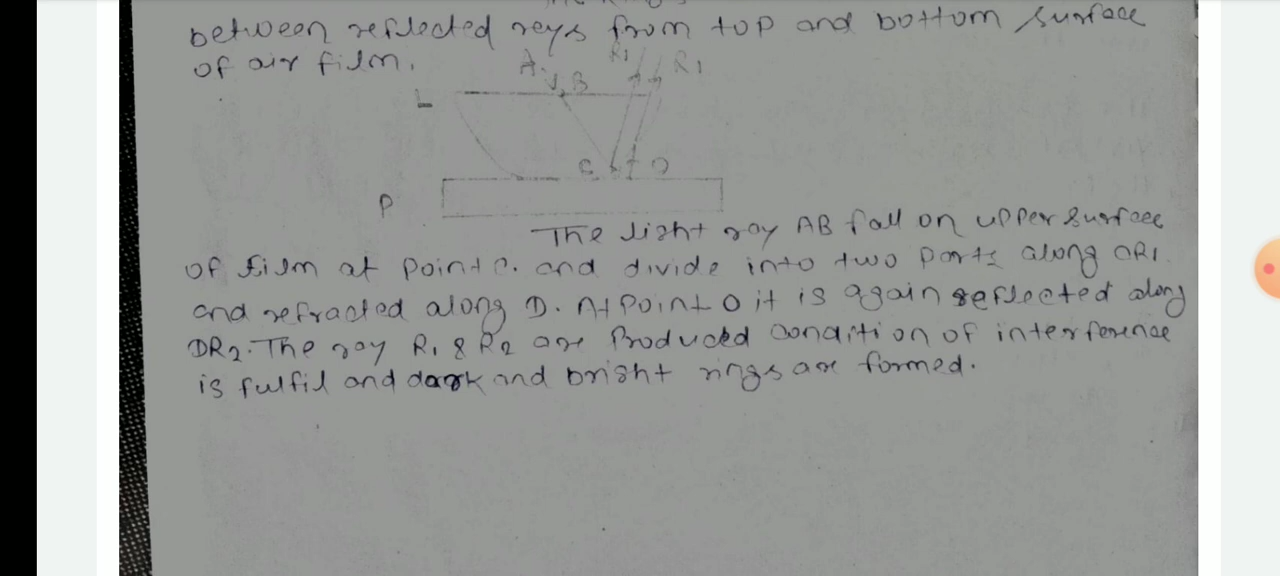 between reflected reys from top and bottom surface
of air film.
A B R1 R1
L
C D
P
The light ray AB fall on upper surface
of film at point C. and divide into two parts along CR1
and refracted along D. At Point D it is again reflected along
DR2. The ray R1 & R2 are Produced condition of interference
is fulfil and dark and bright rings are formed.